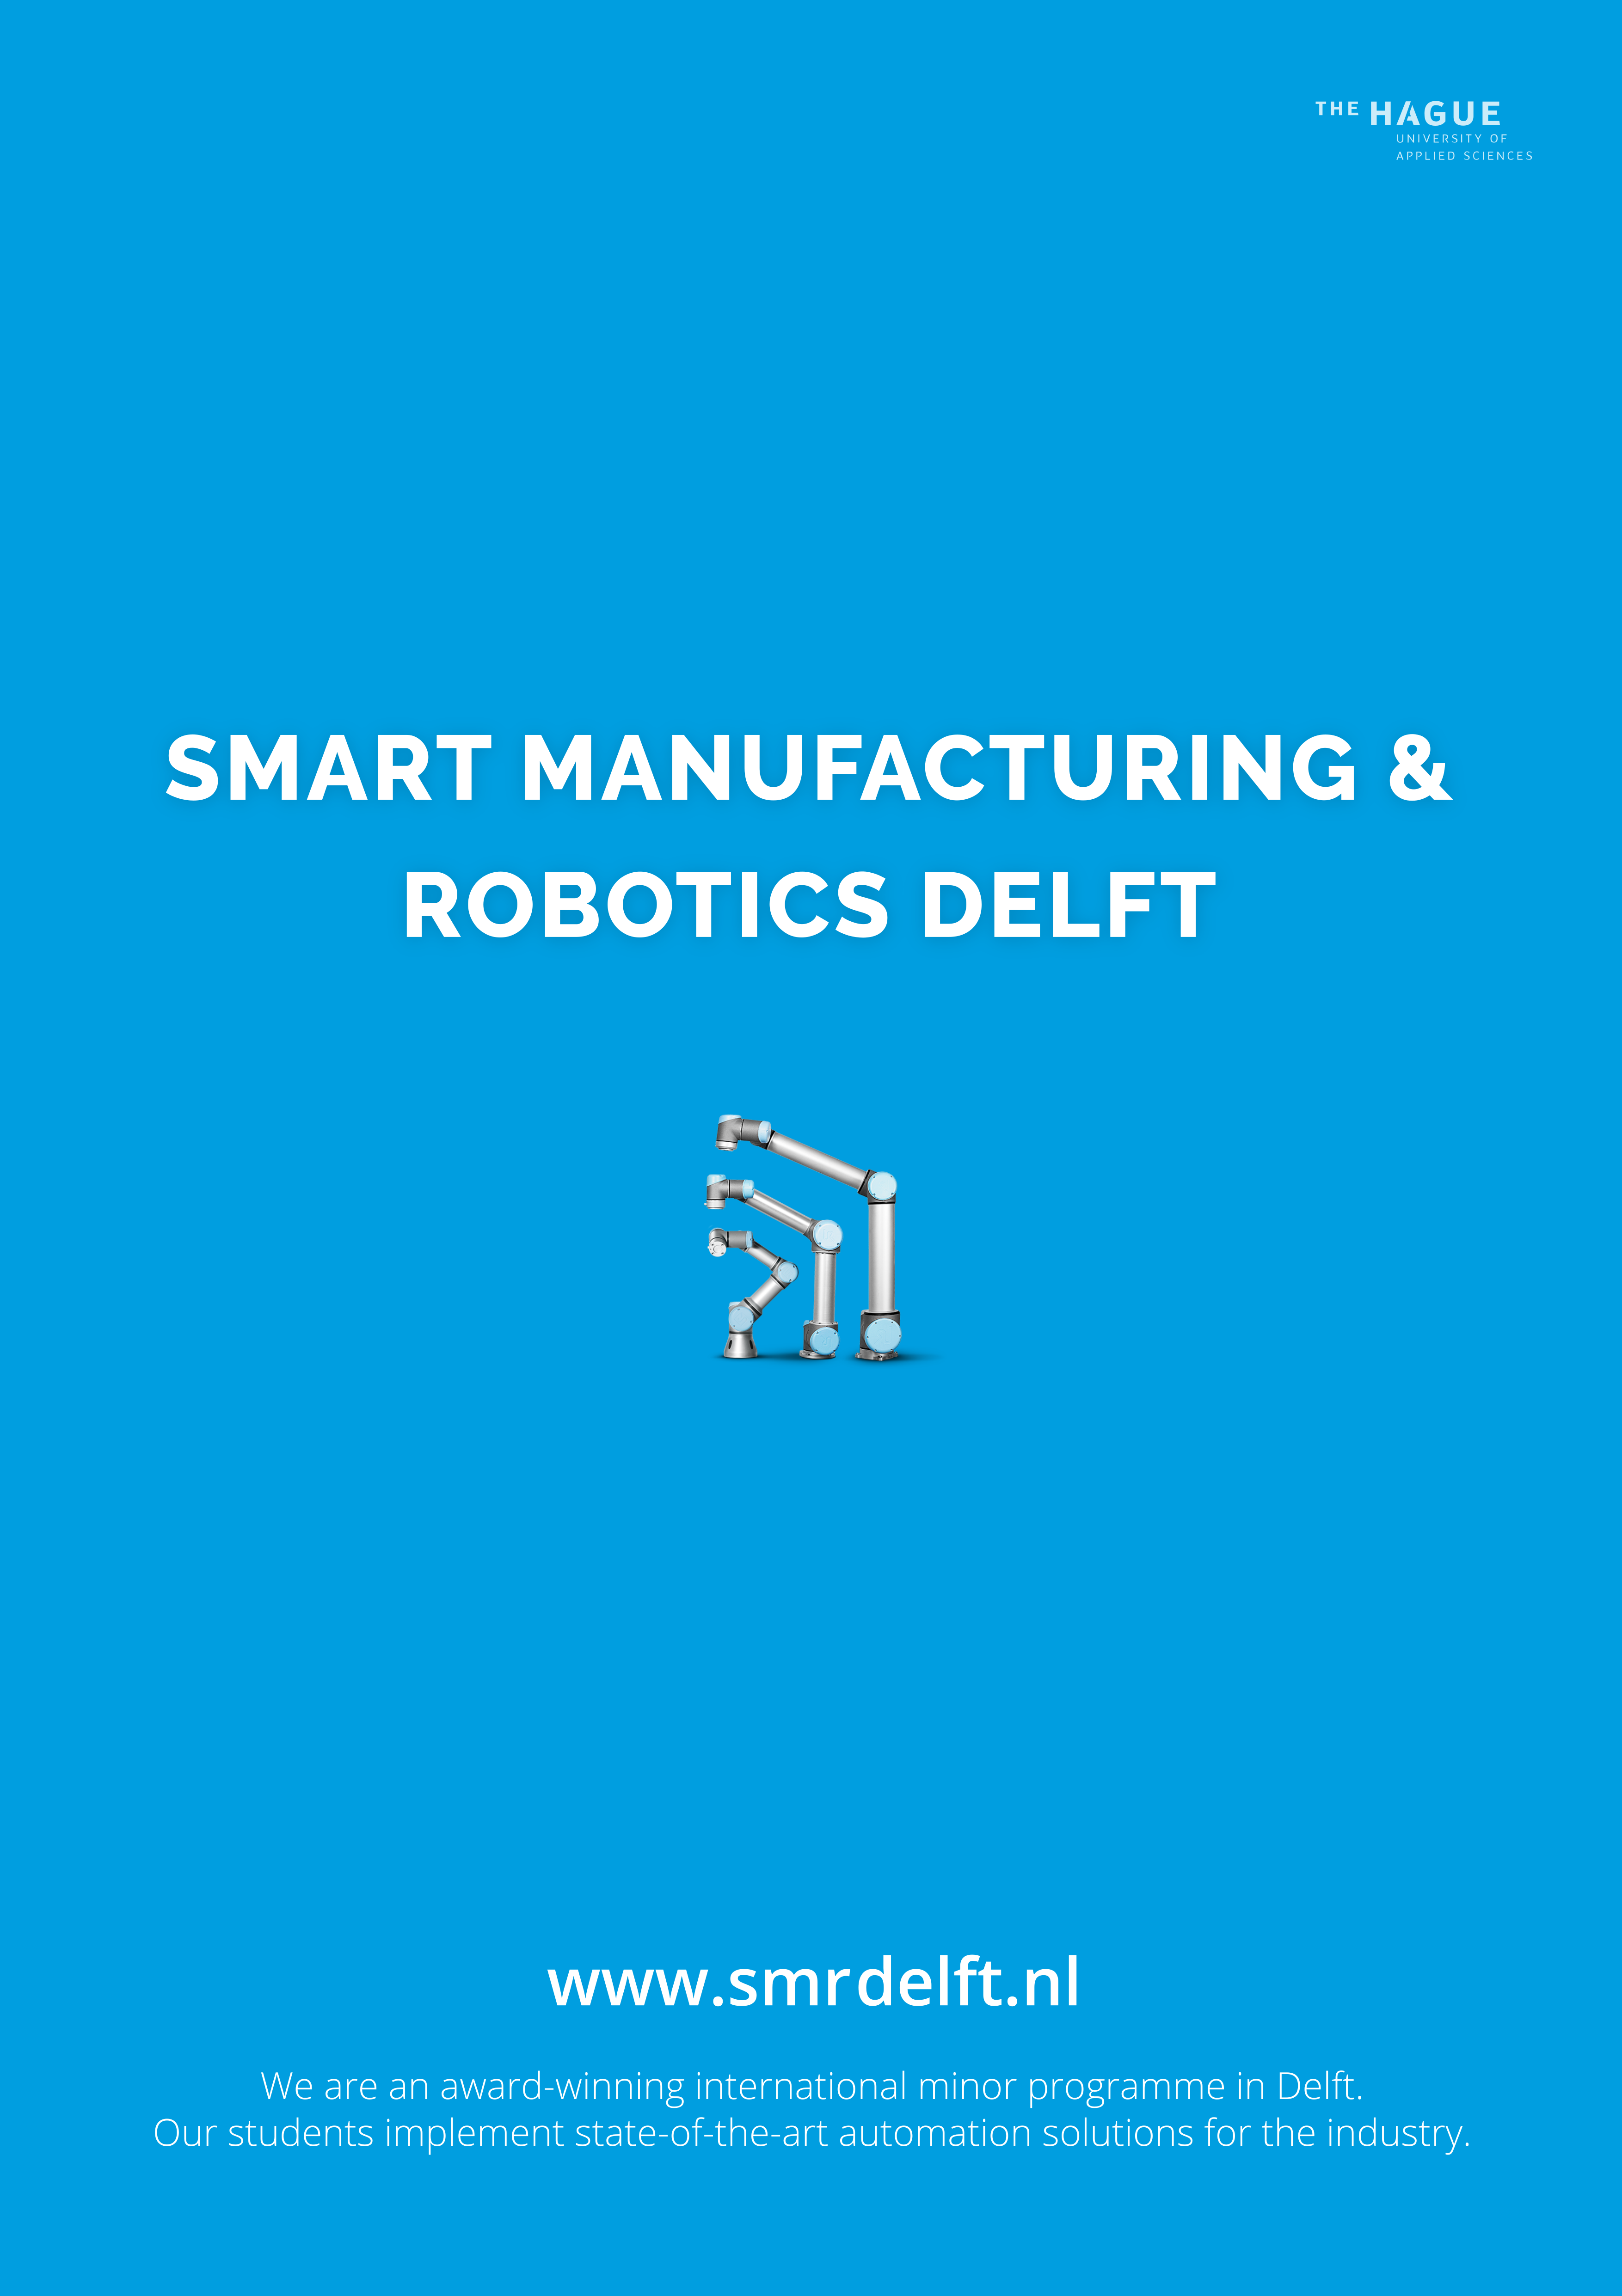 THE HAGUE
UNIVERSITY OF
APPLIED SCIENCES
SMART MANUFACTURING &
ROBOTICS DELFT
www.smrdelft.nl
We are an award-winning international minor programme in Delft.
Our students implement state-of-the-art automation solutions for the industry.